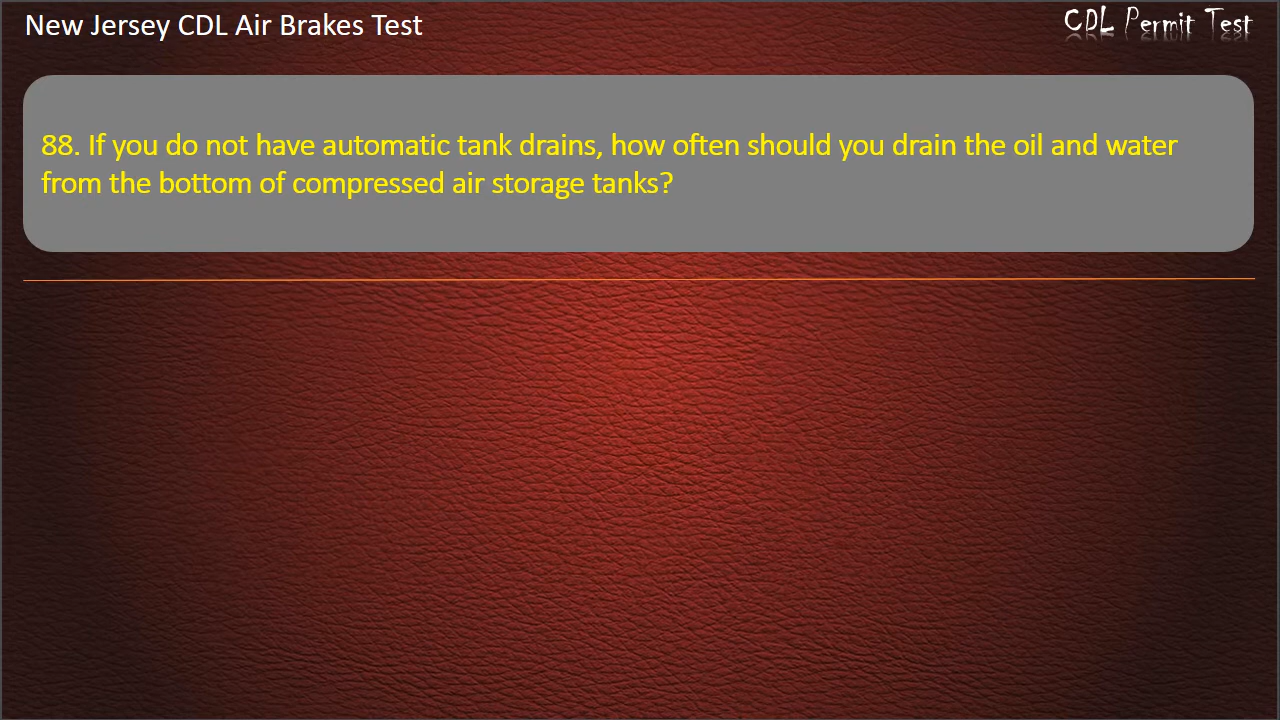 New Jersey CDL Air Brakes Test
CDL Permit Test
88. If you do not have automatic tank drains, how often should you drain the oil and water
from the bottom of compressed air storage tanks?